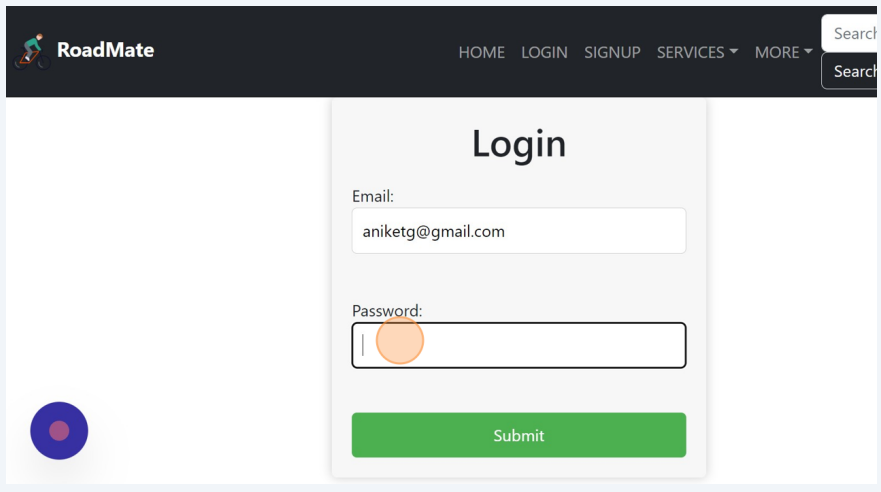 RoadMate
HOME LOGIN SIGNUP SERVICES MORE
Search
Search
Login
Email:
aniketg@gmail.com
Password:
Submit